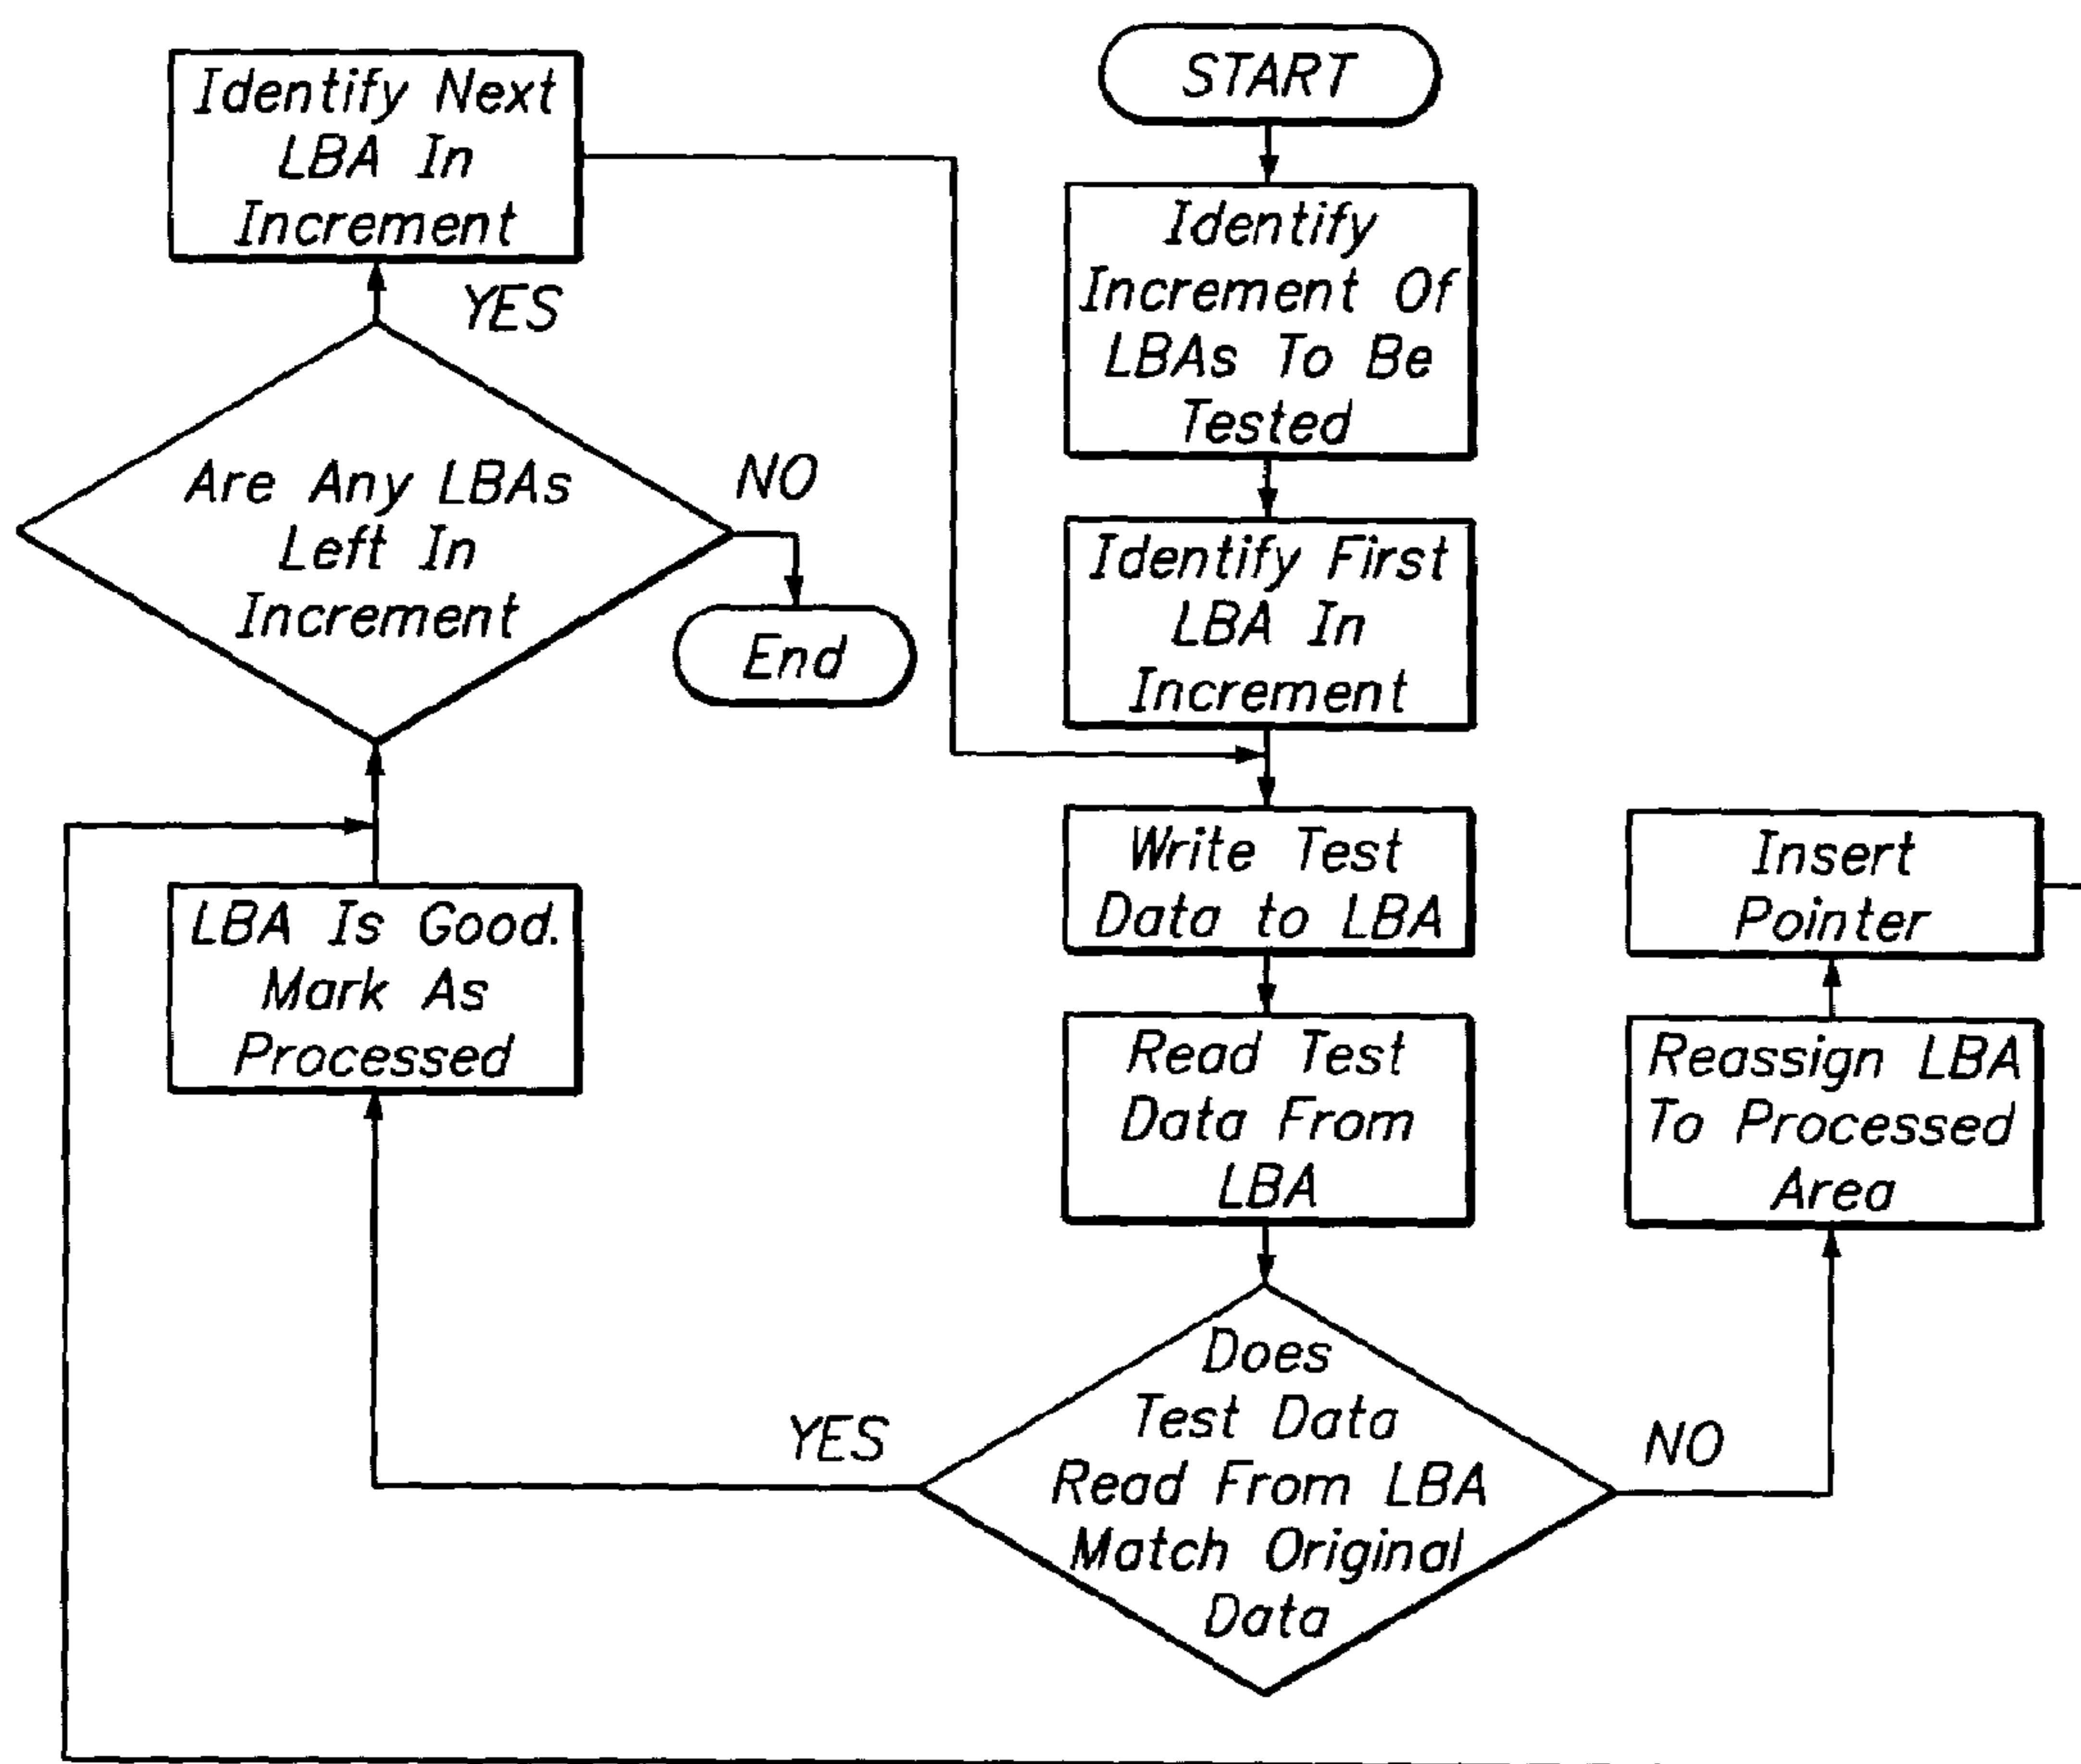 START
Identify
Increment Of
LBAs To Be
Tested
Identify First
LBA In
Increment
Write Test
Data to LBA
Read Test
Data From
LBA
Does
Test Data
Read From LBA
Match Original
Data
YES
NO
LBA Is Good.
Mark As
Processed
Reassign LBA
To Processed
Area
Insert
Pointer
Are Any LBAs
Left In
Increment
YES
NO
Identify Next
LBA In
Increment
End